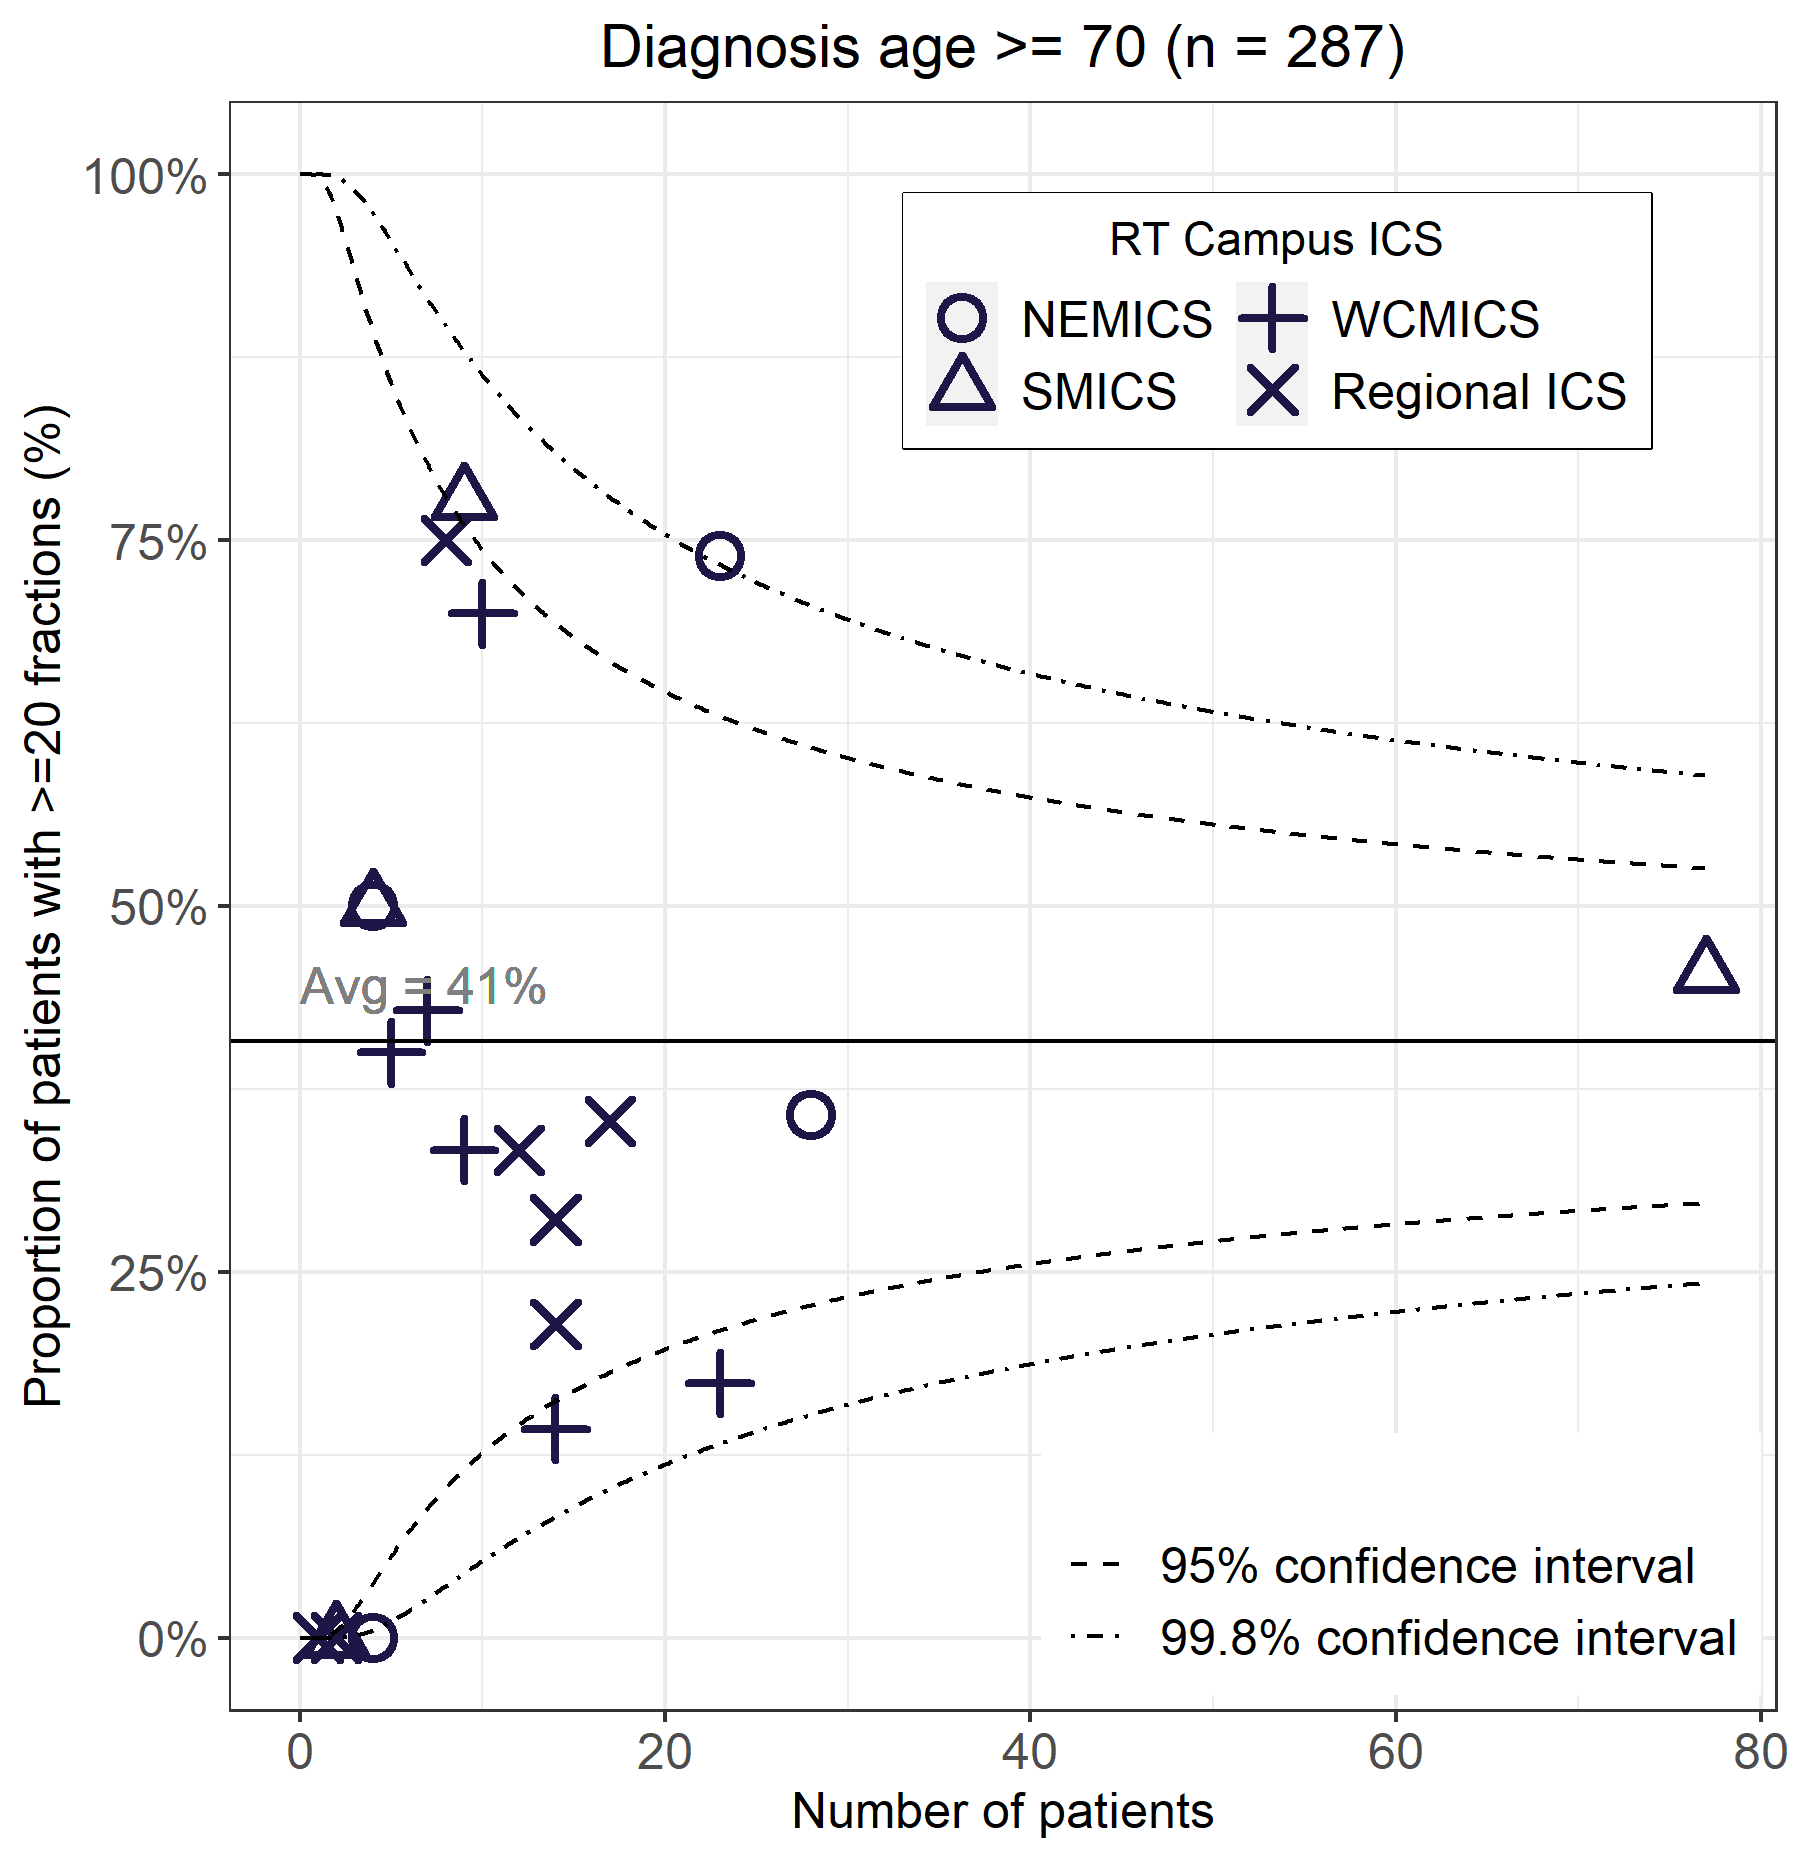 Diagnosis age >= 70 (n = 287)
Proportion of patients with >=20 fractions (%)
100%
75%
50%
25%
0%
RT Campus ICS
NEMICS
WCMICS
SMICS
Regional ICS
Avg = 41%
95% confidence interval
99.8% confidence interval
0 20 40 60 80
Number of patients